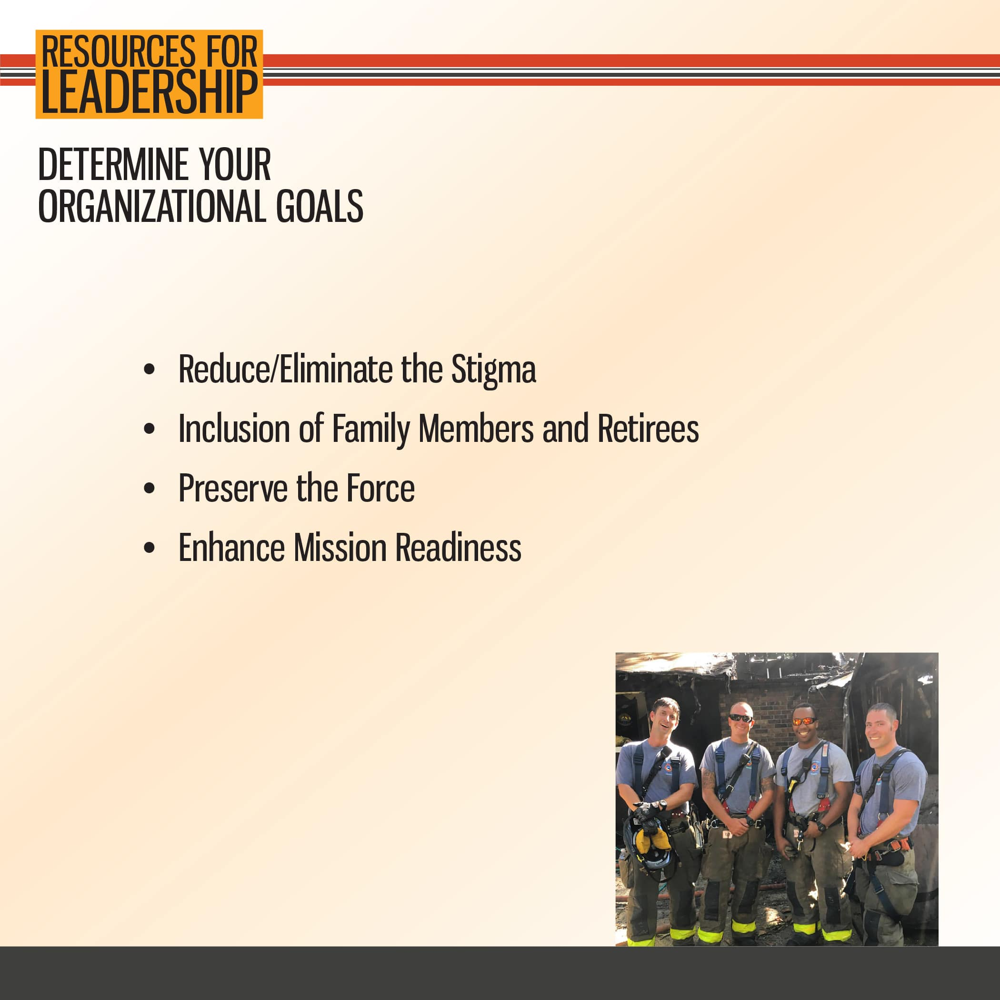 RESOURCES FOR
LEADERSHIP
DETERMINE YOUR
ORGANIZATIONAL GOALS
• Reduce/Eliminate the Stigma
• Inclusion of Family Members and Retirees
• Preserve the Force
• Enhance Mission Readiness